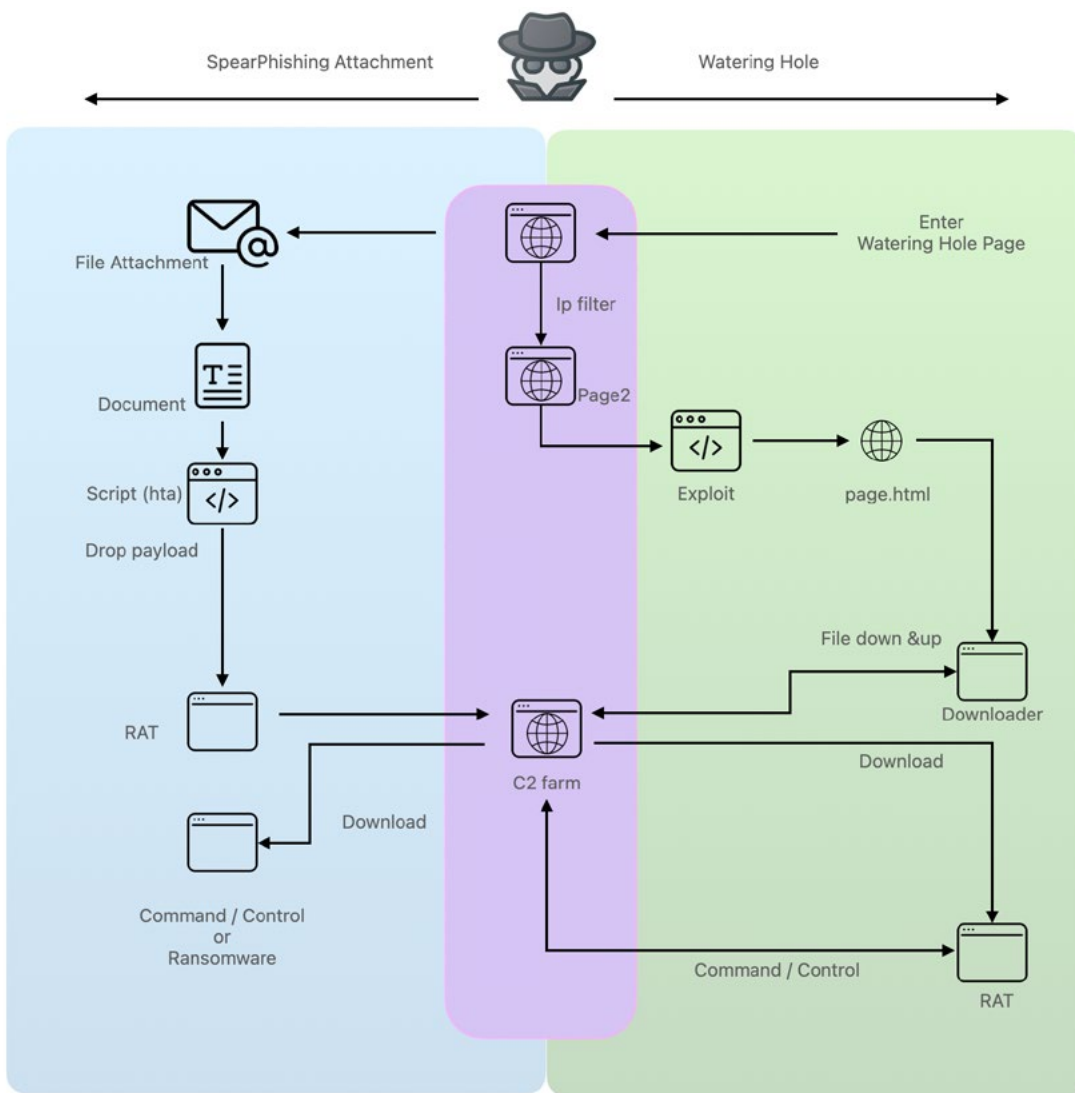 SpearPhishing Attachment
Watering Hole
Enter
Watering Hole Page
File Attachment
Ip filter
Document
Page2
Script (hta)
</>
Exploit
</>
page.html
Drop payload
File down &up
RAT
Downloader
C2 farm
Download
Download
Command / Control
or
Ransomware
Command / Control
RAT